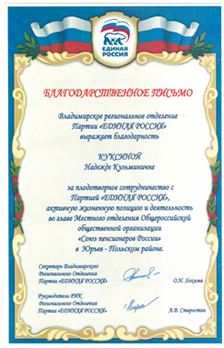 ЕДИНАЯ
РОССИЯ
БЛАГОДАРСТВЕННОЕ ПИСЬМО
Владимирское региональное отделение
Партии «ЕДИНАЯ РОССИЯ»
выражает благодарность
КУКСИНОЙ
Надежде Кузьминичне
за плодотворное сотрудничество с
Партией «ЕДИНАЯ РОССИЯ»,
активную жизненную позицию и деятельность
во главе Местного отделения Общероссийской
общественной организации
«Союз пенсионеров России»
в Юрьев - Польском районе.
Секретарь Владимирского
Регионального Отделения
Партии «ЕДИНАЯ РОССИЯ»
О.Н. Хохлова
Руководитель РИК
Регионального Отделения
Партии «ЕДИНАЯ РОССИЯ»
А.В. Старостин